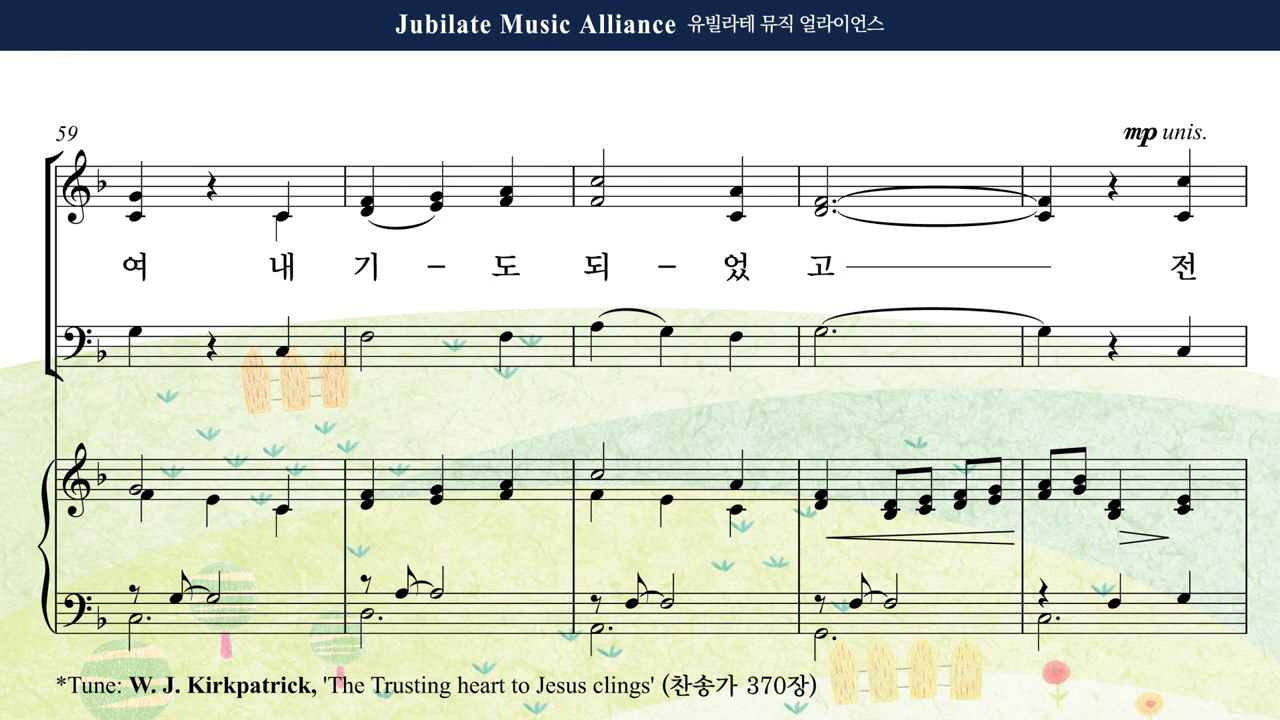 Jubilate Music Alliance 유빌라테 뮤직 얼라이언스
59
mp unis.
여 내 기 – 도 되 – 었 고 전
*Tune: W. J. Kirkpatrick, 'The Trusting heart to Jesus clings' (찬송가 370장)